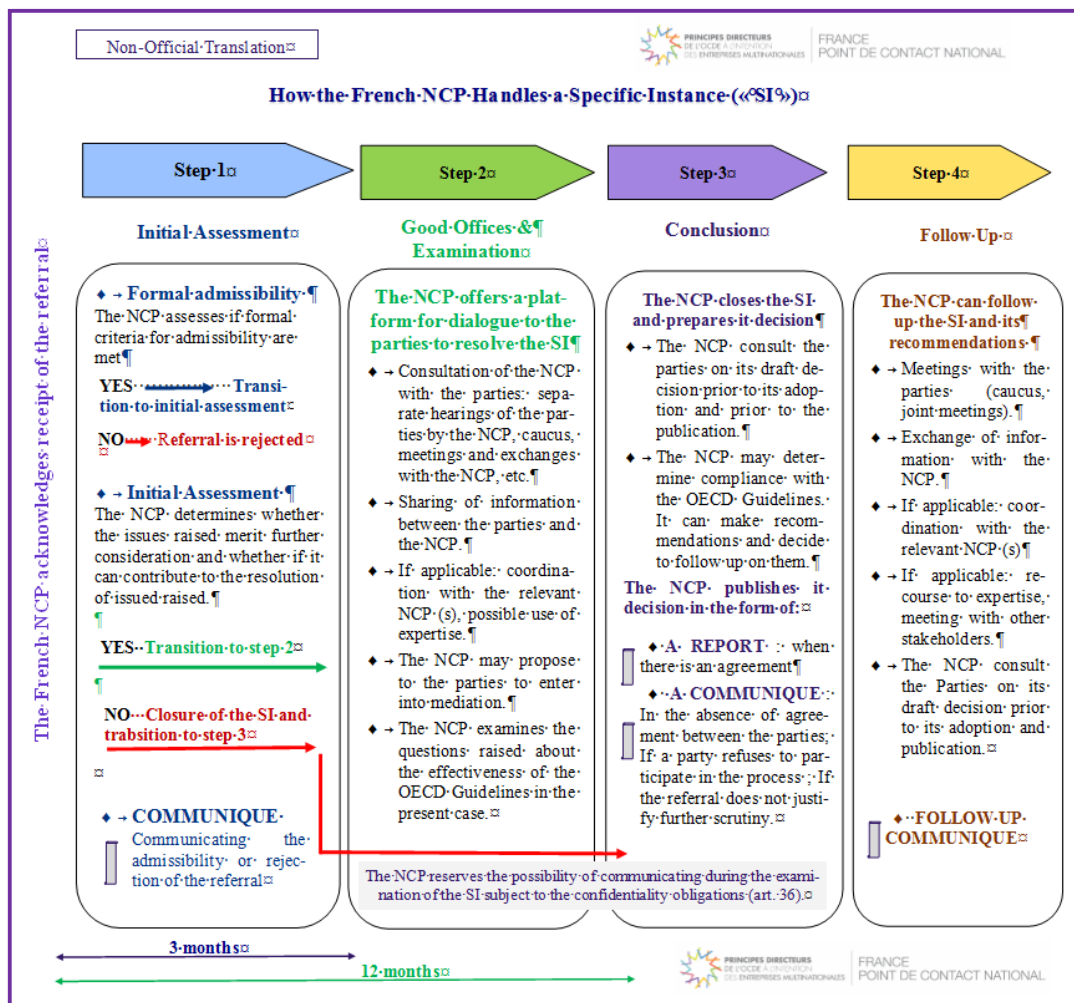 Non-Official·Translation¤
PRINCIPES DIRECTEURS
DE L'OCDE À L'INTENTION
DES ENTREPRISES MULTINATIONALES
FRANCE
POINT DE CONTACT NATIONAL
How·the·French·NCP·Handles·a·Specific·Instance·(«°SI°»)¤
Step·1¤
Step·2¤
Step·3¤
Step·4¤
The·French·NCP·acknowledges·receipt·of·the·referral¤
Initial·Assessment¤
♦ → Formal·admissibility·¶
The·NCP·assesses·if·formal·
criteria·for·admissibility·are·
met¶
YES·····Transi-
tion·to·initial·assessment¤
NO·····Referral·is·rejected¤
¤
♦ → Initial·Assessment·¶
The· NCP· determines· whether·
the· issues· raised· merit· further·
consideration· and· whether· if· it·
can· contribute· to· the· resolution·
of·issued·raised.¶
¶
YES··Transition·to·step·2¤
¶
NO···Closure·of·the·SI·and·
trabsition·to·step·3¤
¤
♦ → COMMUNIQUE·
Communicating· the·
admissibility· or· rejec-
tion·of·the·referral¤
Good·Offices·&¶
Examination¤
The·NCP·offers·a·plat-
form·for·dialogue·to·the·
parties·to·resolve·the·SI¶
♦ → Consultation·of·the·NCP·
with· the· parties:· separate·
hearings· of· the· par-
ties·by·the·NCP,·caucus,·
meetings·and·exchanges·
with·the·NCP,·etc.¶
♦ → Sharing· of· information·
between·the·parties·and·
the·NCP.¶
♦ → If· applicable:· coordina-
tion· with· the· relevant·
NCP·(s),·possible·use·of·
expertise.¶
♦ → The· NCP· may· propose·
to· the· parties· to· enter·
into·mediation.¶
♦ → The· NCP· examines· the·
questions· raised· about·
the· effectiveness· of· the·
OECD·Guidelines·in·the·
present·case.¤
Conclusion¤
The·NCP·closes·the·SI·
and·prepares·it·decision¶
♦ → The· NCP· consult· the·
parties· on· its· draft· de-
cision·prior·to·its·adop-
tion· and· prior· to· the·
publication.¶
♦ → The· NCP· may· deter-
mine· compliance· with·
the· OECD· Guidelines.·
It· can· make· recom-
mendations· and· decide·
to·follow·up·on·them.¶
The· NCP· publishes· it·
decision·in·the·form·of:¤
♦·A· REPORT· :· when·
there·is·an·agreement¶
♦··A·COMMUNIQUE·:·
In· the· absence· of· agree-
ment·between·the·parties;·
If·a·party·refuses·to·par-
ticipate·in·the·process·;·If·
the·referral·does·not·justi-
fy·further·scrutiny.¤
Follow·Up·¤
The·NCP·can·follow·
up·the·SI·and·its¶
recommendations·¶
♦ → Meetings· with· the·
parties· (caucus,·
joint·meetings).¶
♦ → Exchange· of· infor-
mation· with· the·
NCP.¶
♦ → If· applicable:· coor-
dination· with· the·
relevant·NCP·(s)¶
♦ → If· applicable:· re-
course· to· expertise,·
meeting· with· other·
stakeholders.¶
♦ → The· NCP· consult·
the· Parties· on· its·
draft· decision· prior·
to· its· adoption· and·
publication.¤
♦··FOLLOW·UP·
COMMUNIQUE¤
The·NCP·reserves·the·possibility·of·communicating·during·the·exami-
nation·of·the·SI·subject·to·the·confidentiality·obligations·(art.·36).¤
3·months¤
12·months¤
PRINCIPES DIRECTEURS
DE L'OCDE À L'INTENTION
DES ENTREPRISES MULTINATIONALES
FRANCE
POINT DE CONTACT NATIONAL